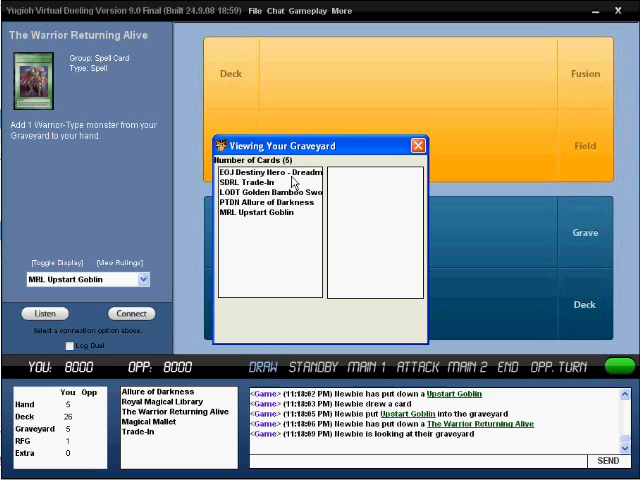 Yugioh Virtual Dueling Version 9.0 Final (Built 24.9.08 18:59) File Chat Gameplay More
The Warrior Returning Alive
Group: Spell Card
Type: Spell
Add 1 Warrior-Type monster from your
Graveyard to your hand.
[Toggle Display] [View Rulings]
MRL Upstart Goblin
Listen Connect
Select a connection option above.
Log Duel
Deck Fusion
Field
Viewing Your Graveyard
Number of Cards (5)
EOJ Destiny Hero - Dreadm
SDRL Trade-In
LODT Golden Bamboo Swo
PTDN Allure of Darkness
MRL Upstart Goblin
Grave
Deck
YOU: 8000 OPP: 8000 DRAW STANDBY MAIN 1 ATTACK MAIN 2 END OPP. TURN
You Opp
Hand 5
Deck 26
Graveyard 5
RFG 1
Extra 0
Allure of Darkness
Royal Magical Library
The Warrior Returning Alive
Magical Mallet
Trade-In
<Game> (11:18:02 PM) Newbie has put down a Upstart Goblin
<Game> (11:18:03 PM) Newbie drew a card
<Game> (11:18:05 PM) Newbie put Upstart Goblin into the graveyard
<Game> (11:18:06 PM) Newbie has put down a The Warrior Returning Alive
<Game> (11:18:09 PM) Newbie is looking at their graveyard
SEND